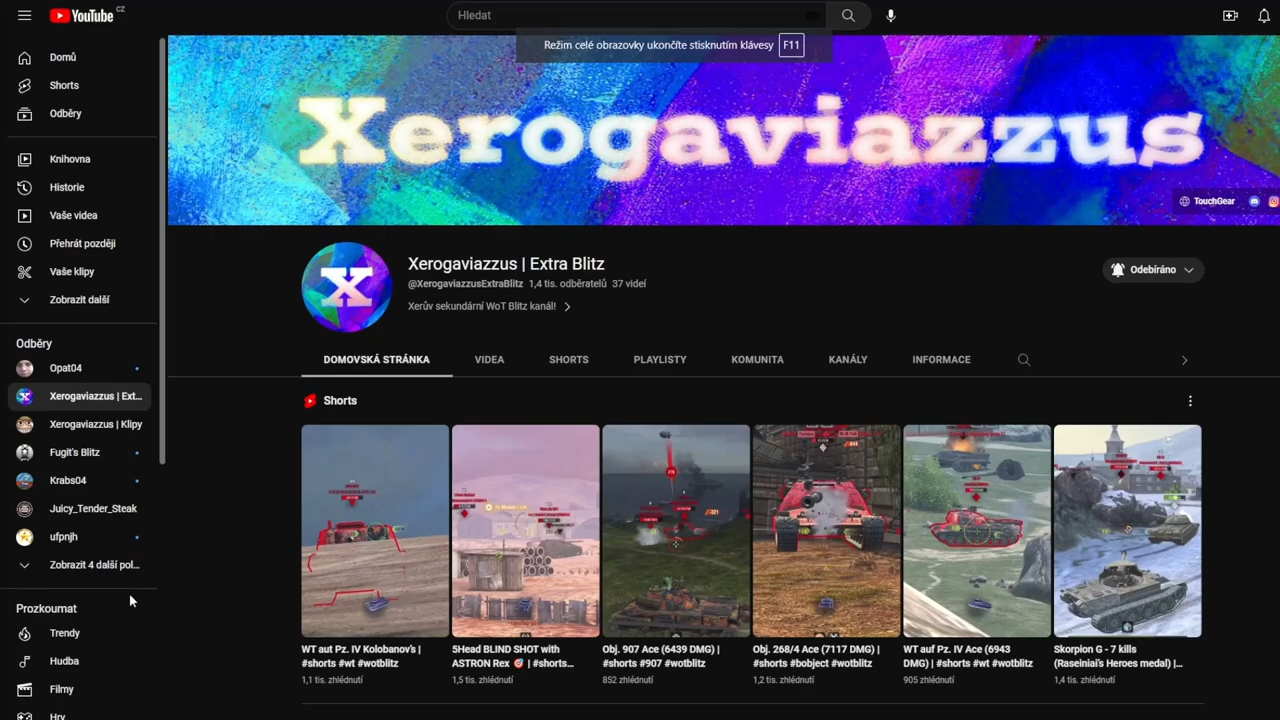 YouTube CZ
Hledat
Režim celé obrazovky ukončíte stisknutím klávesy F11
Domů
Shorts
Odběry
Knihovna
Historie
Vaše videa
Přehrát později
Vaše klipy
Zobrazit další
Odběry
Opat04
Xerogaviazzus | Ext...
Xerogaviazzus | Klipy
Fugit's Blitz
Krabs04
Juicy_Tender_Steak
ufpnjh
Zobrazit 4 další pol...
Prozkoumat
Trendy
Hudba
Filmy
Hry
Xerogaviazzus
TouchGear
X
Xerogaviazzus | Extra Blitz
@XerogaviazzusExtraBlitz 1,4 tis. odběratelů 37 videí
Xerův sekundární WoT Blitz kanál!
Odebíráno
DOMOVSKÁ STRÁNKA VIDEA SHORTS PLAYLISTY KOMUNITA KANÁLY INFORMACE
Shorts
WT aut Pz. IV Kolobanov's |
#shorts #wt #wotblitz
1,1 tis. zhlédnutí
5Head BLIND SHOT with
ASTRON Rex 🎯 | #shorts...
1,5 tis. zhlédnutí
Obj. 907 Ace (6439 DMG) |
#shorts #907 #wotblitz
852 zhlédnutí
Obj. 268/4 Ace (7117 DMG) |
#shorts #bobject #wotblitz
1,2 tis. zhlédnutí
WT auf Pz. IV Ace (6943
DMG) | #shorts #wt #wotblitz
905 zhlédnutí
Skorpion G - 7 kills
(Raseiniai's Heroes medal) |...
1,4 tis. zhlédnutí